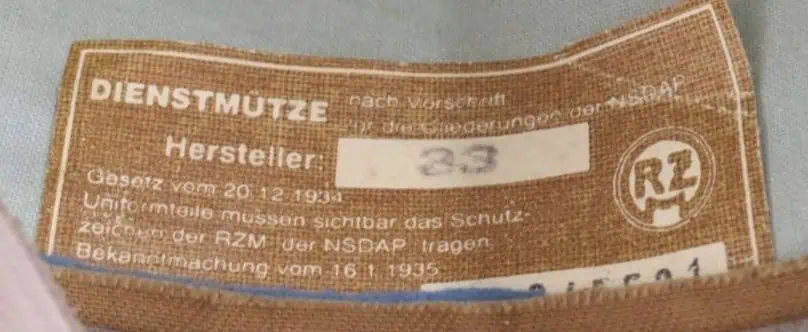 DIENSTMÜTZE nach Vorschrift
für die Gliederungen der NSDAP
Hersteller: 33
Gesetz vom 20.12.1934
Uniformteile müssen sichtbar das Schutz-
zeichen der RZM der NSDAP tragen.
Bekanntmachung vom 16.1.1935
RZM